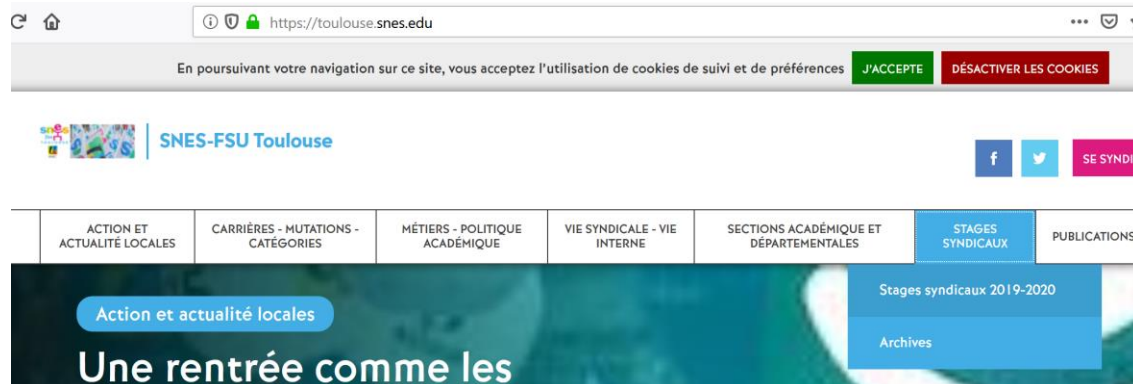 https://toulouse.snes.edu
En poursuivant votre navigation sur ce site, vous acceptez l'utilisation de cookies de suivi et de préférences J'ACCEPTE DÉSACTIVER LES COOKIES
snes
SNES-FSU Toulouse
f
SE SYNDI
ACTION ET
ACTUALITÉ LOCALES
CARRIÈRES - MUTATIONS -
CATÉGORIES
MÉTIERS - POLITIQUE
ACADÉMIQUE
VIE SYNDICALE - VIE
INTERNE
SECTIONS ACADÉMIQUE ET
DÉPARTEMENTALES
STAGES
SYNDICAUX
PUBLICATIONS
Stages syndicaux 2019-2020
Archives
Action et actualité locales
Une rentrée comme les